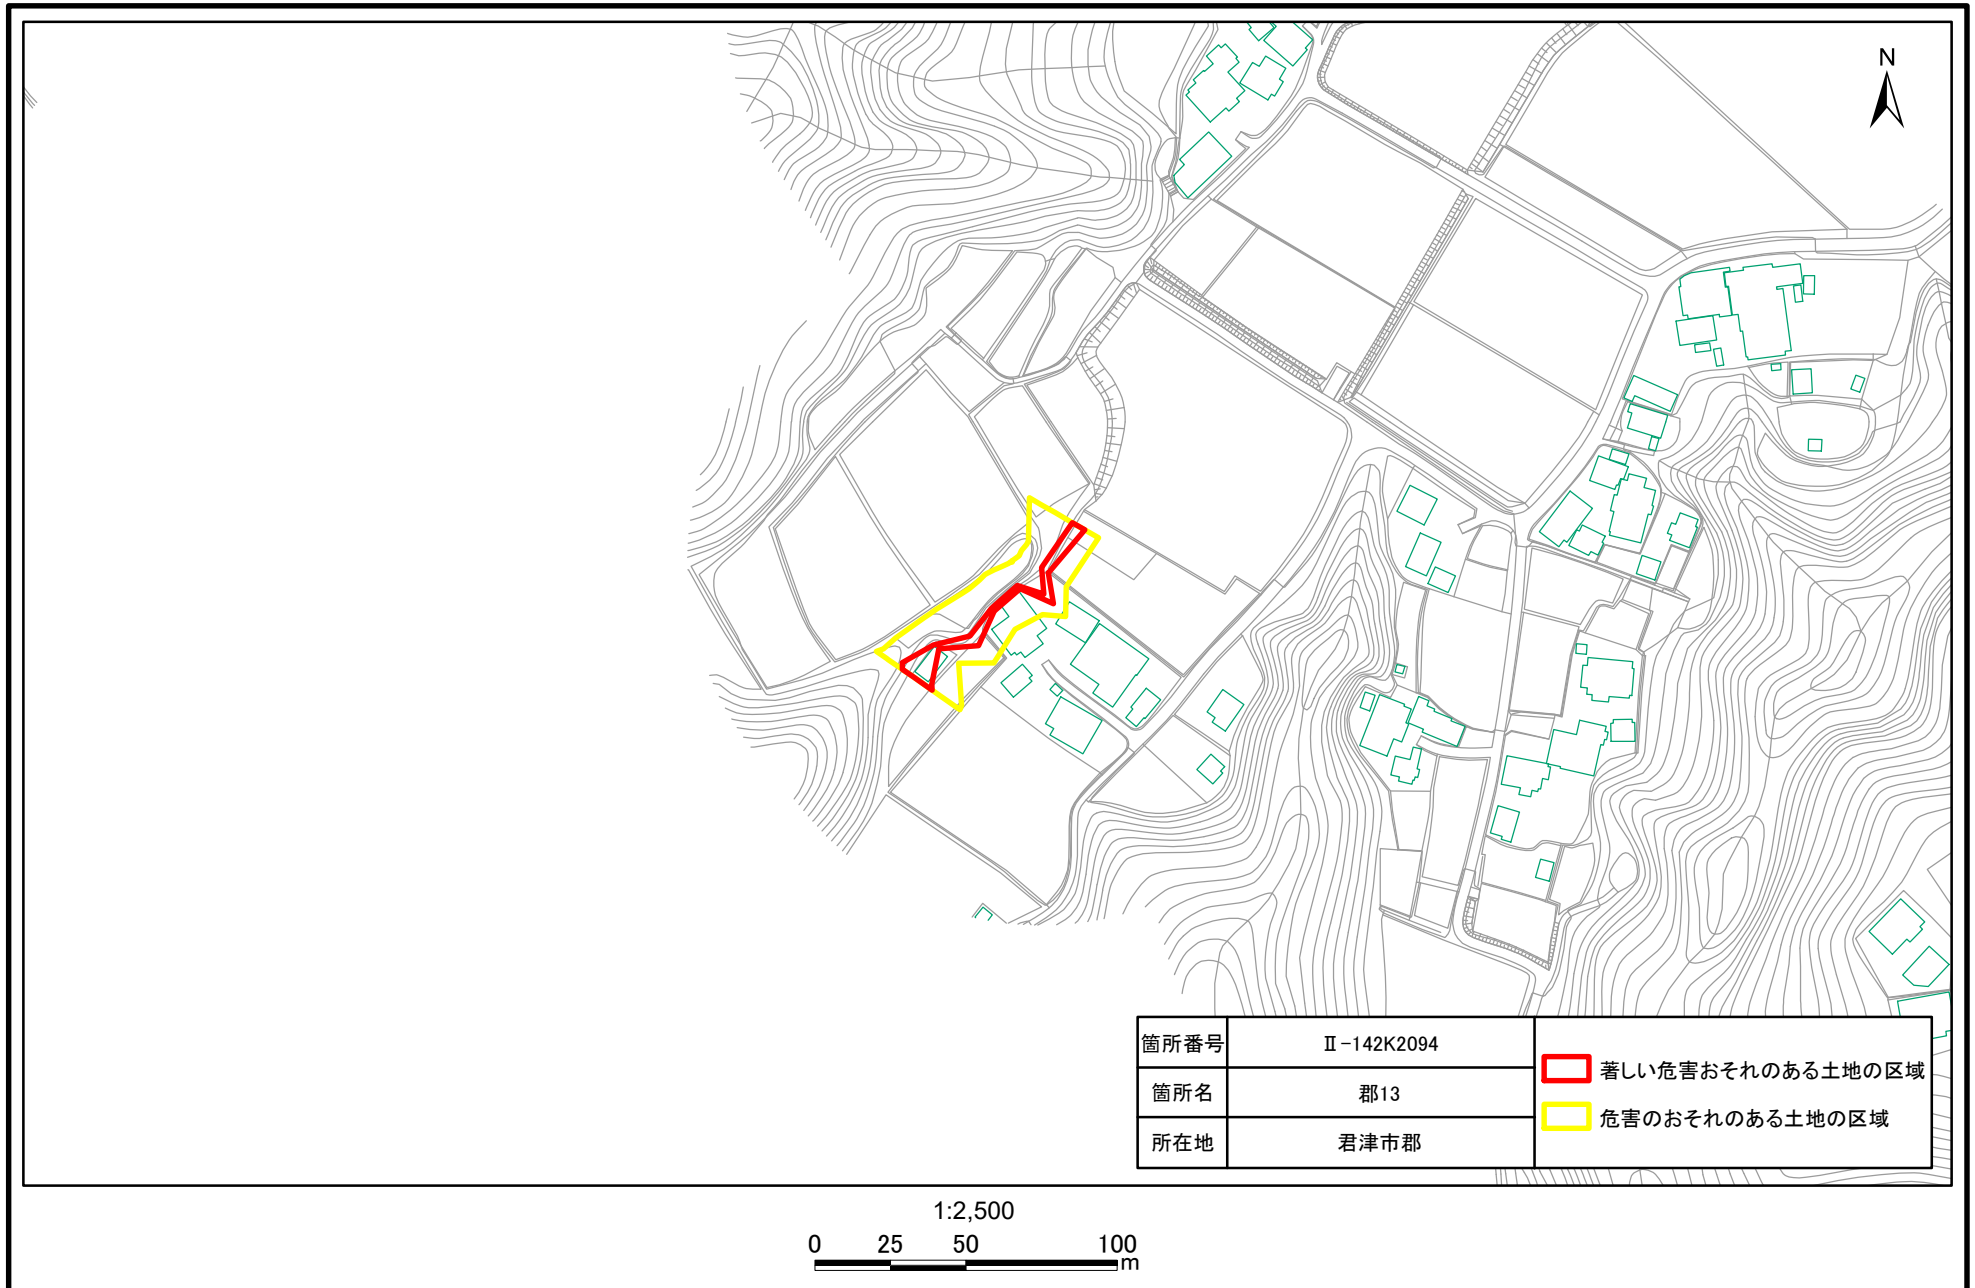 N
箇所番号 Ⅱ-142K2094
箇所名 郡13
所在地 君津市郡
著しい危害おそれのある土地の区域
危害のおそれのある土地の区域
1:2,500
0 25 50 100
m